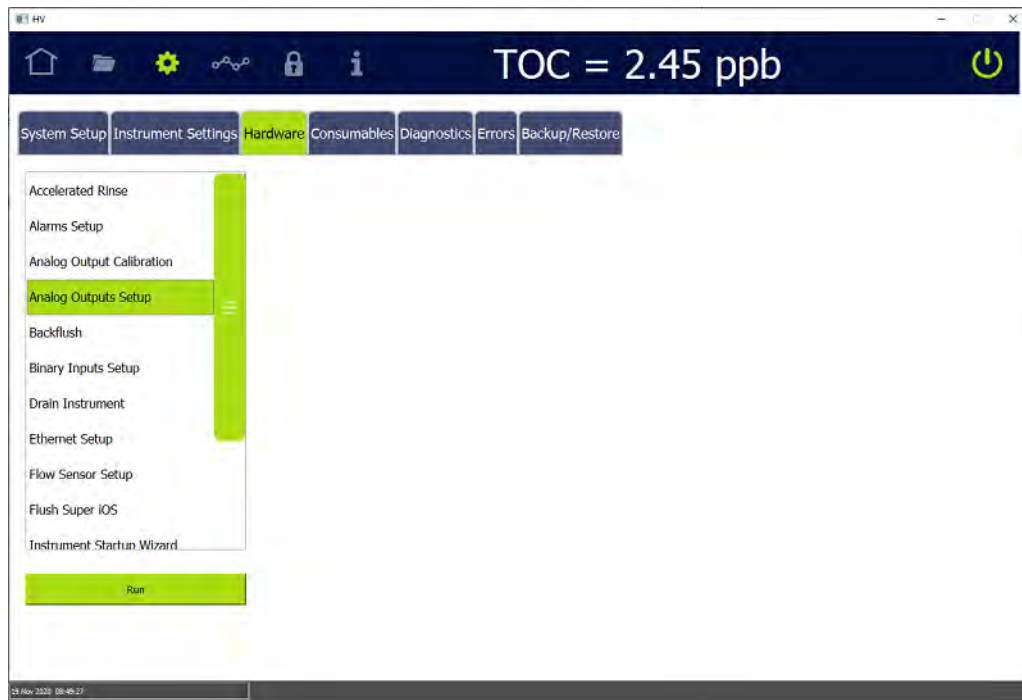 HV
TOC = 2.45 ppb
System Setup Instrument Settings Hardware Consumables Diagnostics Errors Backup/Restore
Accelerated Rinse
Alarms Setup
Analog Output Calibration
Analog Outputs Setup
Backflush
Binary Inputs Setup
Drain Instrument
Ethernet Setup
Flow Sensor Setup
Flush Super iOS
Instrument Startup Wizard
Run
19 Nov 2020 08:49:27